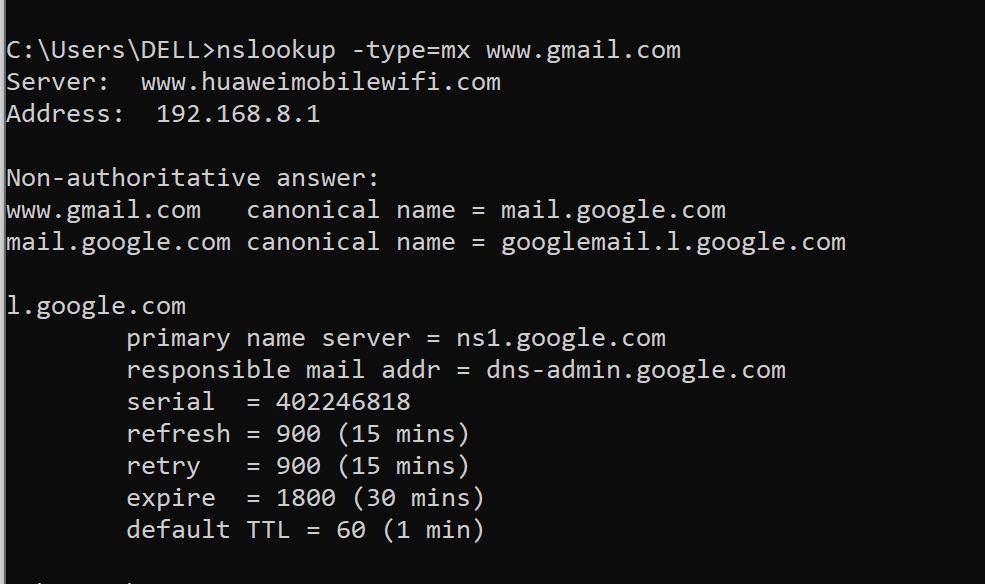 C:\Users\DELL>nslookup -type=mx www.gmail.com
Server:  www.huaweimobilewifi.com
Address:  192.168.8.1
Non-authoritative answer:
www.gmail.com   canonical name = mail.google.com
mail.google.com canonical name = googlemail.l.google.com
l.google.com
        primary name server = ns1.google.com
        responsible mail addr = dns-admin.google.com
        serial  = 402246818
        refresh = 900 (15 mins)
        retry   = 900 (15 mins)
        expire  = 1800 (30 mins)
        default TTL = 60 (1 min)